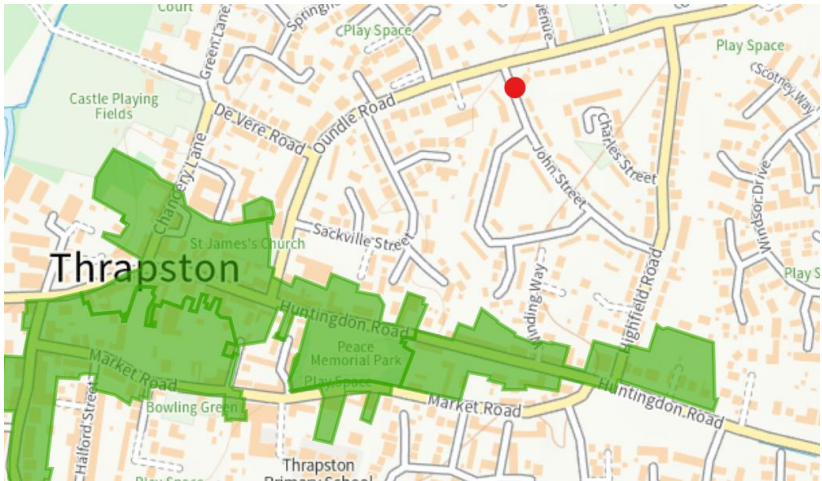 Court
Green Lane
Springf
Play Space
venue
Play Space
Scotney Way
Castle Playing
Fields
De Vere Road
Oundle Road
Charles Street
John Street
Chancery Lane
Windsor Drive
St James's Church
Sackville Street
Thrapston
Play S
Highfield Road
Huntingdon Road
Peace
Memorial Park
Market Road
Play Space
Huntingdon Road
Bowling Green
Market Road
Halford Street
Thrapston
Primary School
Play Space